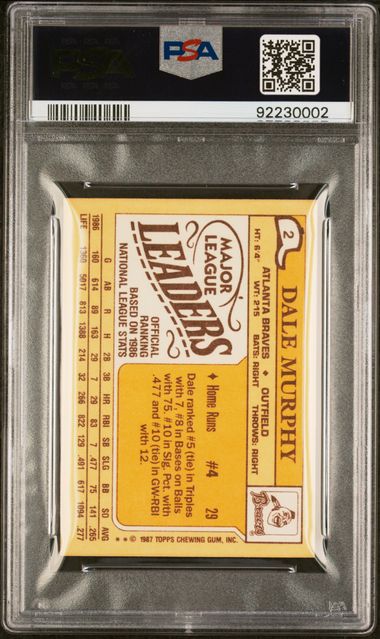 PSA
PSA
92230002
2
DALE MURPHY
ATLANTA BRAVES ♦ OUTFIELD
HT: 6'4" WT: 215 BATS: RIGHT THROWS: RIGHT
Braves
MAJOR LEAGUE
LEADERS
OFFICIAL
RANKING
BASED ON 1986
NATIONAL LEAGUE STATS
♦ Home Runs #4 29
Dale ranked #5 (tie) in Triples
with 7, #8 in Bases on Balls
with 75, #10 in Slg. Pct. with
.477 and #10 (tie) in GW-RBI
with 12.
G AB R H 2B 3B HR RBI SB SLG BB SO AVG
1986 160 614 89 163 29 7 29 83 7 .477 75 141 .265
LIFE 1360 5017 813 1388 214 32 266 822 129 .491 617 1094 .277
** © 1987 TOPPS CHEWING GUM, INC.